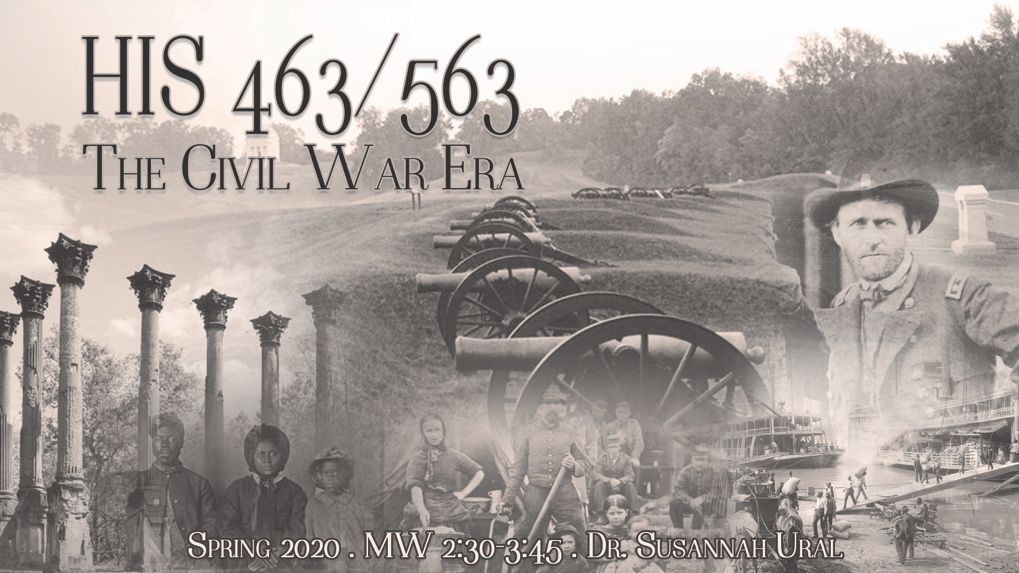 HIS 463/563
The Civil War Era
Spring 2020 . MW 2:30-3:45 . Dr. Susannah Ural